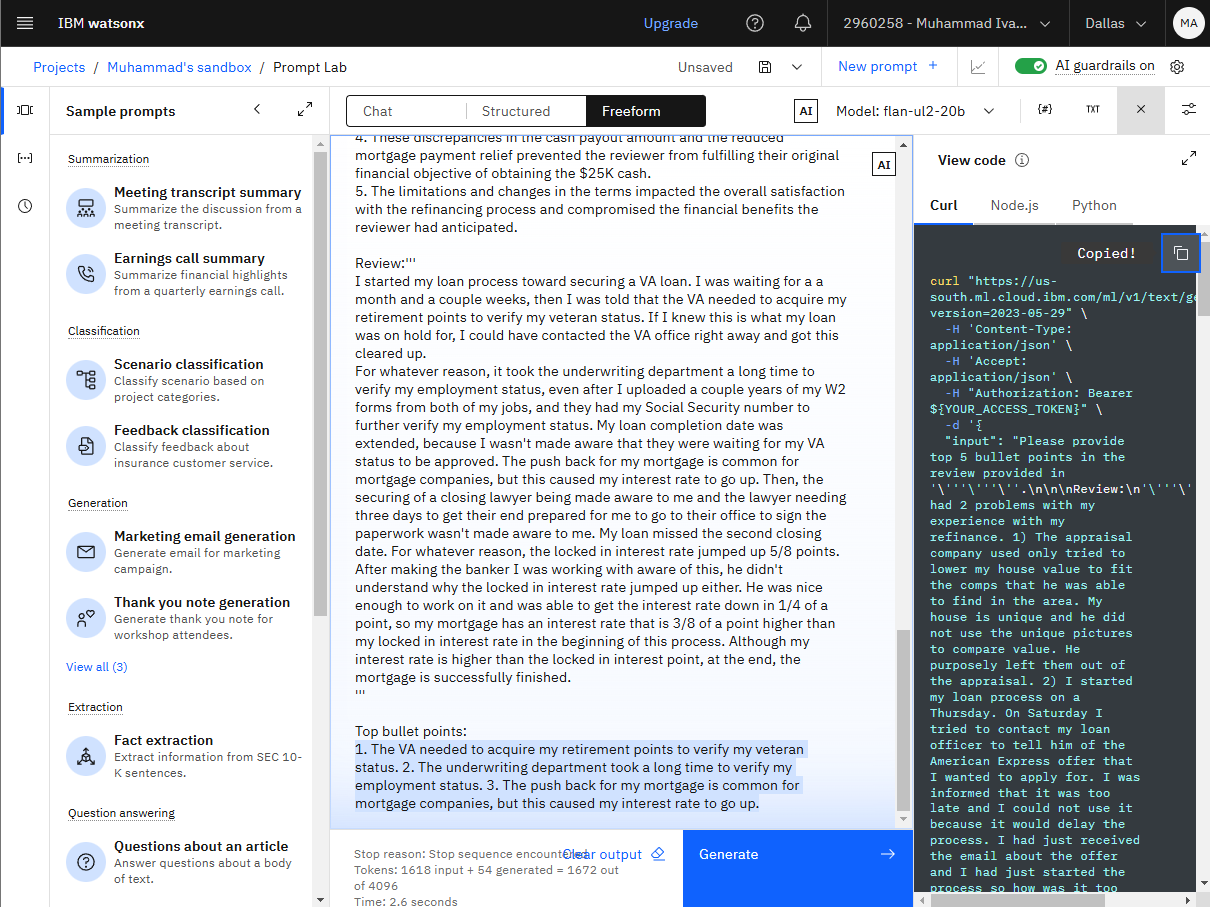 IBM watsonx
Upgrade
2960258 - Muhammad Iva...
Dallas
MA
Projects / Muhammad's sandbox / Prompt Lab
Unsaved
New prompt +
AI guardrails on
Sample prompts
Chat
Structured
Freeform
AI
Model: flan-ul2-20b
{#}
TXT
Summarization
Meeting transcript summary
Summarize the discussion from a
meeting transcript.
Earnings call summary
Summarize financial highlights
from a quarterly earnings call.
Classification
Scenario classification
Classify scenario based on
project categories.
Feedback classification
Classify feedback about
insurance customer service.
Generation
Marketing email generation
Generate email for marketing
campaign.
Thank you note generation
Generate thank you note for
workshop attendees.
View all (3)
Extraction
Fact extraction
Extract information from SEC 10-
K sentences.
Question answering
Questions about an article
Answer questions about a body
of text.
4. These discrepancies in the cash payout amount and the reduced
mortgage payment relief prevented the reviewer from fulfilling their original
financial objective of obtaining the $25K cash.
5. The limitations and changes in the terms impacted the overall satisfaction
with the refinancing process and compromised the financial benefits the
reviewer had anticipated.
AI
Review:'''
I started my loan process toward securing a VA loan. I was waiting for a a
month and a couple weeks, then I was told that the VA needed to acquire my
retirement points to verify my veteran status. If I knew this is what my loan
was on hold for, I could have contacted the VA office right away and got this
cleared up.
For whatever reason, it took the underwriting department a long time to
verify my employment status, even after I uploaded a couple years of my W2
forms from both of my jobs, and they had my Social Security number to
further verify my employment status. My loan completion date was
extended, because I wasn't made aware that they were waiting for my VA
status to be approved. The push back for my mortgage is common for
mortgage companies, but this caused my interest rate to go up. Then, the
securing of a closing lawyer being made aware to me and the lawyer needing
three days to get their end prepared for me to go to their office to sign the
paperwork wasn't made aware to me. My loan missed the second closing
date. For whatever reason, the locked in interest rate jumped up 5/8 points.
After making the banker I was working with aware of this, he didn't
understand why the locked in interest rate jumped up either. He was nice
enough to work on it and was able to get the interest rate down in 1/4 of a
point, so my mortgage has an interest rate that is 3/8 of a point higher than
my locked in interest rate in the beginning of this process. Although my
interest rate is higher than the locked in interest point, at the end, the
mortgage is successfully finished.
'''
Top bullet points:
1. The VA needed to acquire my retirement points to verify my veteran
status. 2. The underwriting department took a long time to verify my
employment status. 3. The push back for my mortgage is common for
mortgage companies, but this caused my interest rate to go up.
Stop reason: Stop sequence encountered
Tokens: 1618 input + 54 generated = 1672 out
of 4096
Time: 2.6 seconds
Clear output
Generate
View code
Curl
Node.js
Python
Copied!
curl "https://us-
south.ml.cloud.ibm.com/ml/v1/text/ge
version=2023-05-29" \
-H 'Content-Type:
application/json' \
-H 'Accept:
application/json' \
-H "Authorization: Bearer
${YOUR_ACCESS_TOKEN}" \
-d '{
"input": "Please provide
top 5 bullet points in the
review provided in
'\'''\'''\''.\n\n\nReview:\n'\'''\'
had 2 problems with my
experience with my
refinance. 1) The appraisal
company used only tried to
lower my house value to fit
the comps that he was able
to find in the area. My
house is unique and he did
not use the unique pictures
to compare value. He
purposely left them out of
the appraisal. 2) I started
my loan process on a
Thursday. On Saturday I
tried to contact my loan
officer to tell him of the
American Express offer that
I wanted to apply for. I was
informed that it was too
late and I could not use it
because it would delay the
process. I had just received
the email about the offer
and I had just started the
process so how was it too